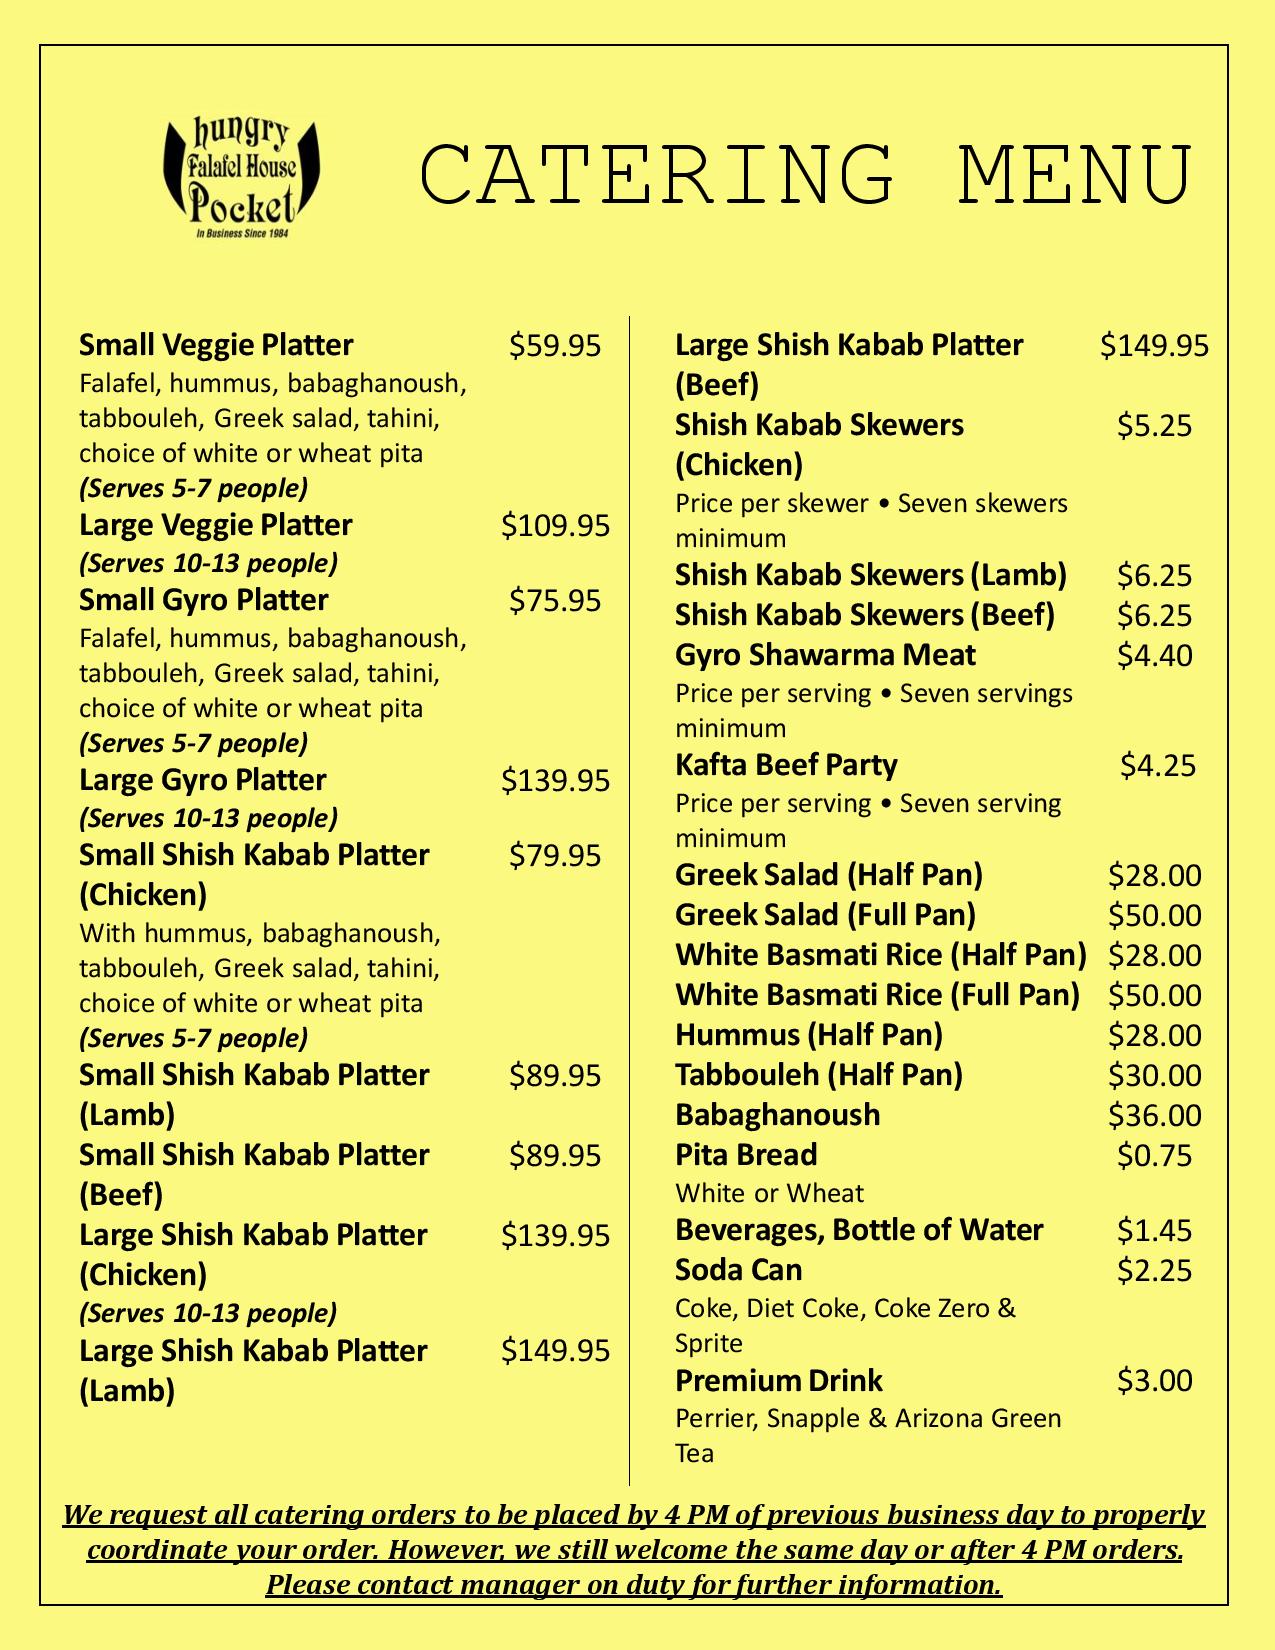 hungry
Falafel House
Pocket
In Business Since 1984
CATERING MENU
Small Veggie Platter $59.95
Falafel, hummus, babaghanoush,
tabbouleh, Greek salad, tahini,
choice of white or wheat pita
(Serves 5-7 people)
Large Veggie Platter $109.95
(Serves 10-13 people)
Small Gyro Platter $75.95
Falafel, hummus, babaghanoush,
tabbouleh, Greek salad, tahini,
choice of white or wheat pita
(Serves 5-7 people)
Large Gyro Platter $139.95
(Serves 10-13 people)
Small Shish Kabab Platter $79.95
(Chicken)
With hummus, babaghanoush,
tabbouleh, Greek salad, tahini,
choice of white or wheat pita
(Serves 5-7 people)
Small Shish Kabab Platter $89.95
(Lamb)
Small Shish Kabab Platter $89.95
(Beef)
Large Shish Kabab Platter $139.95
(Chicken)
(Serves 10-13 people)
Large Shish Kabab Platter $149.95
(Lamb)
Large Shish Kabab Platter $149.95
(Beef)
Shish Kabab Skewers $5.25
(Chicken)
Price per skewer • Seven skewers
minimum
Shish Kabab Skewers (Lamb) $6.25
Shish Kabab Skewers (Beef) $6.25
Gyro Shawarma Meat $4.40
Price per serving • Seven servings
minimum
Kafta Beef Party $4.25
Price per serving • Seven serving
minimum
Greek Salad (Half Pan) $28.00
Greek Salad (Full Pan) $50.00
White Basmati Rice (Half Pan) $28.00
White Basmati Rice (Full Pan) $50.00
Hummus (Half Pan) $28.00
Tabbouleh (Half Pan) $30.00
Babaghanoush $36.00
Pita Bread $0.75
White or Wheat
Beverages, Bottle of Water $1.45
Soda Can $2.25
Coke, Diet Coke, Coke Zero &
Sprite
Premium Drink $3.00
Perrier, Snapple & Arizona Green
Tea
We request all catering orders to be placed by 4 PM of previous business day to properly
coordinate your order. However, we still welcome the same day or after 4 PM orders.
Please contact manager on duty for further information.